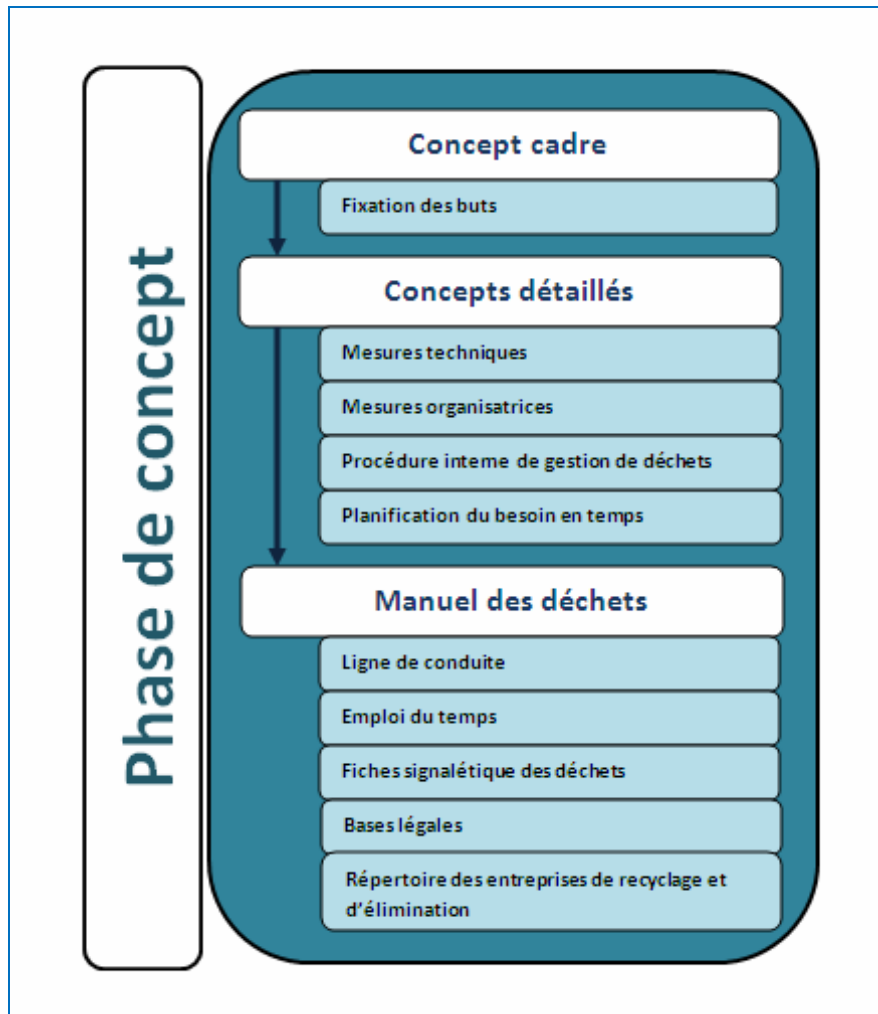 Phase de concept
Concept cadre
Fixation des buts
Concepts détaillés
Mesures techniques
Mesures organisatrices
Procédure interne de gestion de déchets
Planification du besoin en temps
Manuel des déchets
Ligne de conduite
Emploi du temps
Fiches signalétique des déchets
Bases légales
Répertoire des entreprises de recyclage et
d'élimination